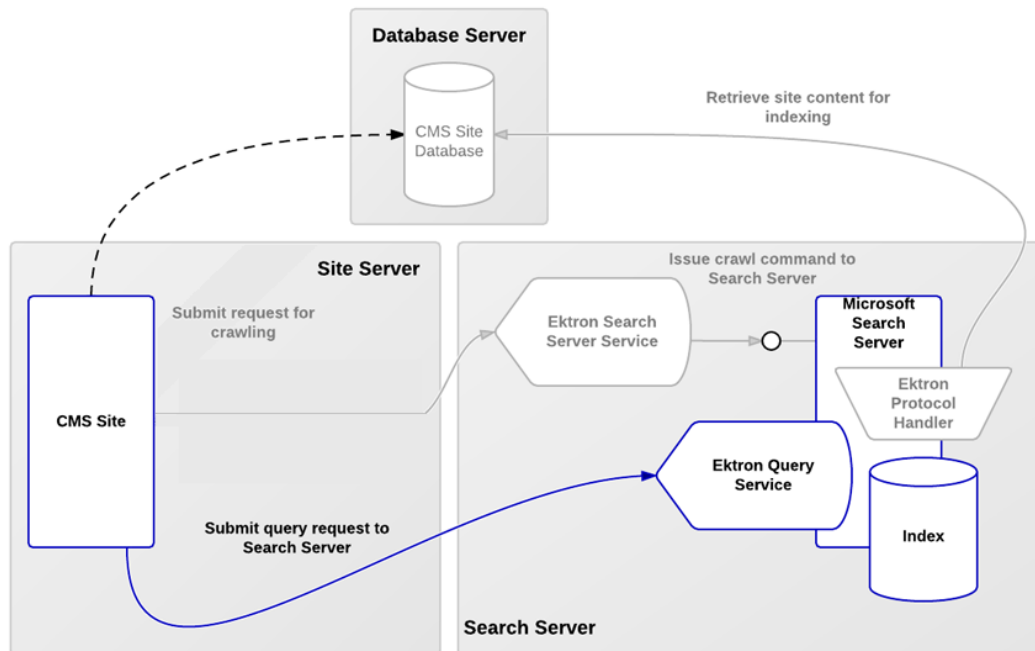 Database Server
CMS Site
Database
Retrieve site content for
indexing
Site Server
Submit request for
crawling
CMS Site
Submit query request to
Search Server
Issue crawl command to
Search Server
Ektron Search
Server Service
Microsoft
Search
Server
Ektron
Protocol
Handler
Ektron Query
Service
Index
Search Server